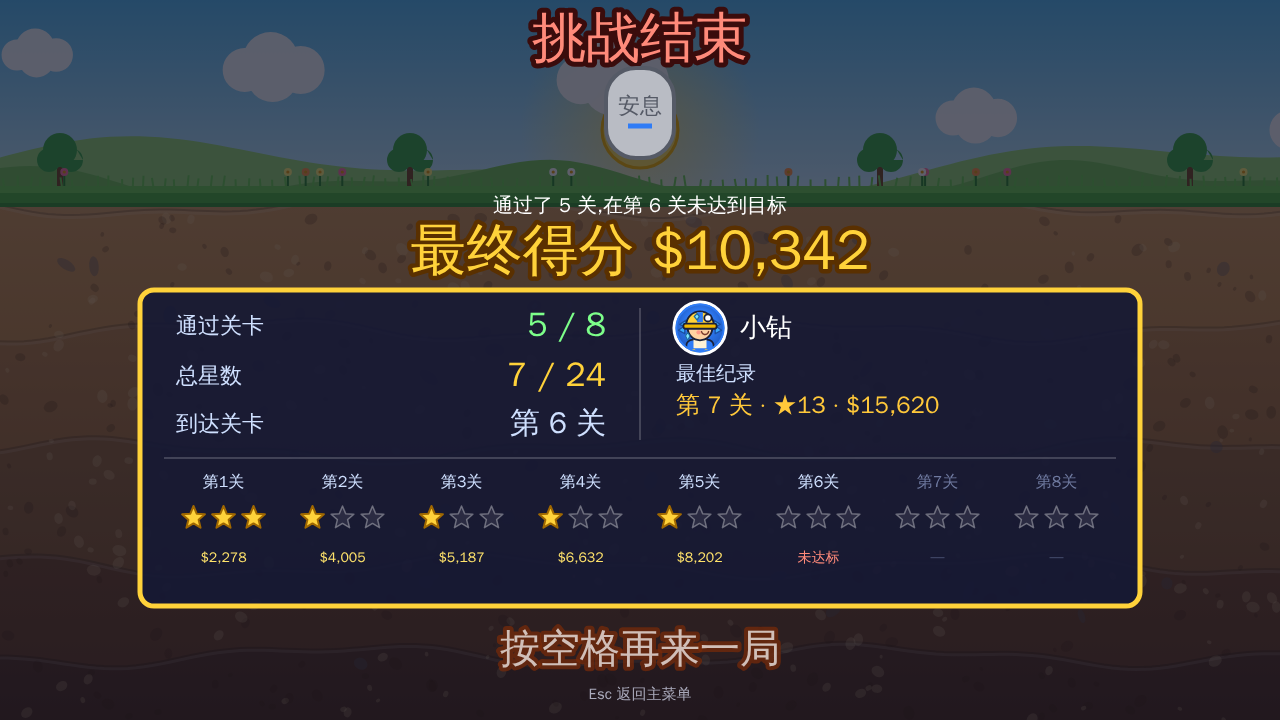 挑战结束
安息
通过了 5 关,在第 6 关未达到目标
最终得分 $10,342
通过关卡 5 / 8
总星数 7 / 24
到达关卡 第 6 关
小钻
最佳纪录
第 7 关 · ★13 · $15,620
第1关 第2关 第3关 第4关 第5关 第6关 第7关 第8关
$2,278 $4,005 $5,187 $6,632 $8,202 未达标 — —
按空格再来一局
Esc 返回主菜单